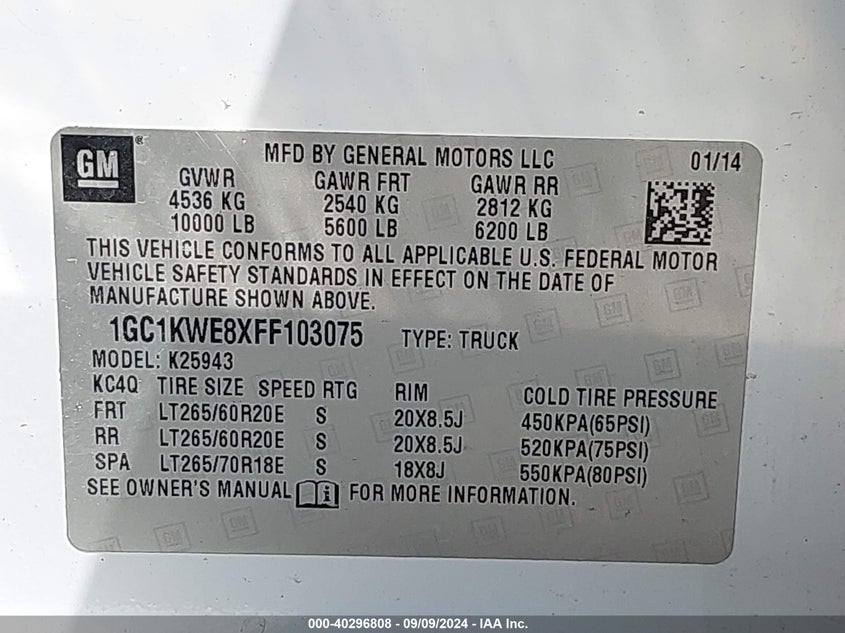 GM ®
MFD BY GENERAL MOTORS LLC 01/14
GVWR GAWR FRT GAWR RR
4536 KG 2540 KG 2812 KG
10000 LB 5600 LB 6200 LB
THIS VEHICLE CONFORMS TO ALL APPLICABLE U.S. FEDERAL MOTOR
VEHICLE SAFETY STANDARDS IN EFFECT ON THE DATE OF
MANUFACTURE SHOWN ABOVE.
1GC1KWE8XFF103075 TYPE: TRUCK
MODEL: K25943
KC4Q TIRE SIZE SPEED RTG RIM COLD TIRE PRESSURE
FRT LT265/60R20E S 20X8.5J 450KPA(65PSI)
RR LT265/60R20E S 20X8.5J 520KPA(75PSI)
SPA LT265/70R18E S 18X8J 550KPA(80PSI)
SEE OWNER'S MANUAL i FOR MORE INFORMATION.
000-40296808 - 09/09/2024 - IAA Inc.